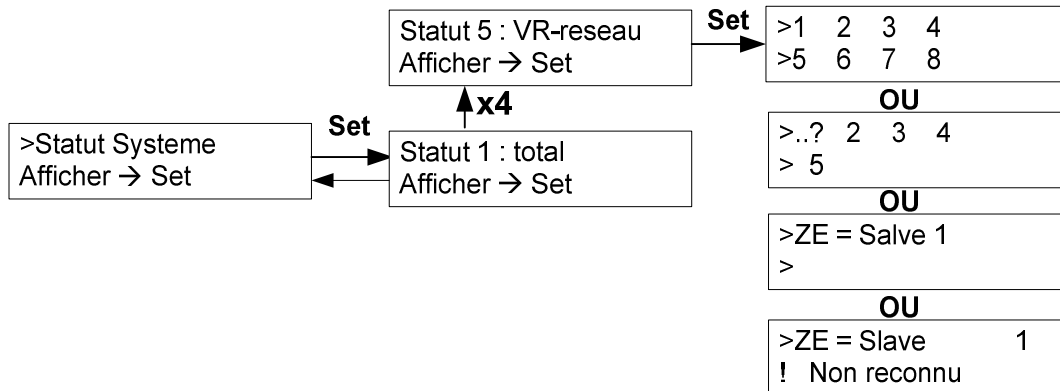 >Statut Systeme
Afficher → Set
Set
Statut 1 : total
Afficher → Set
x4
Statut 5 : VR-reseau
Afficher → Set
Set
>1 2 3 4
>5 6 7 8
OU
>..? 2 3 4
> 5
OU
>ZE = Salve 1
>
OU
>ZE = Slave 1
! Non reconnu